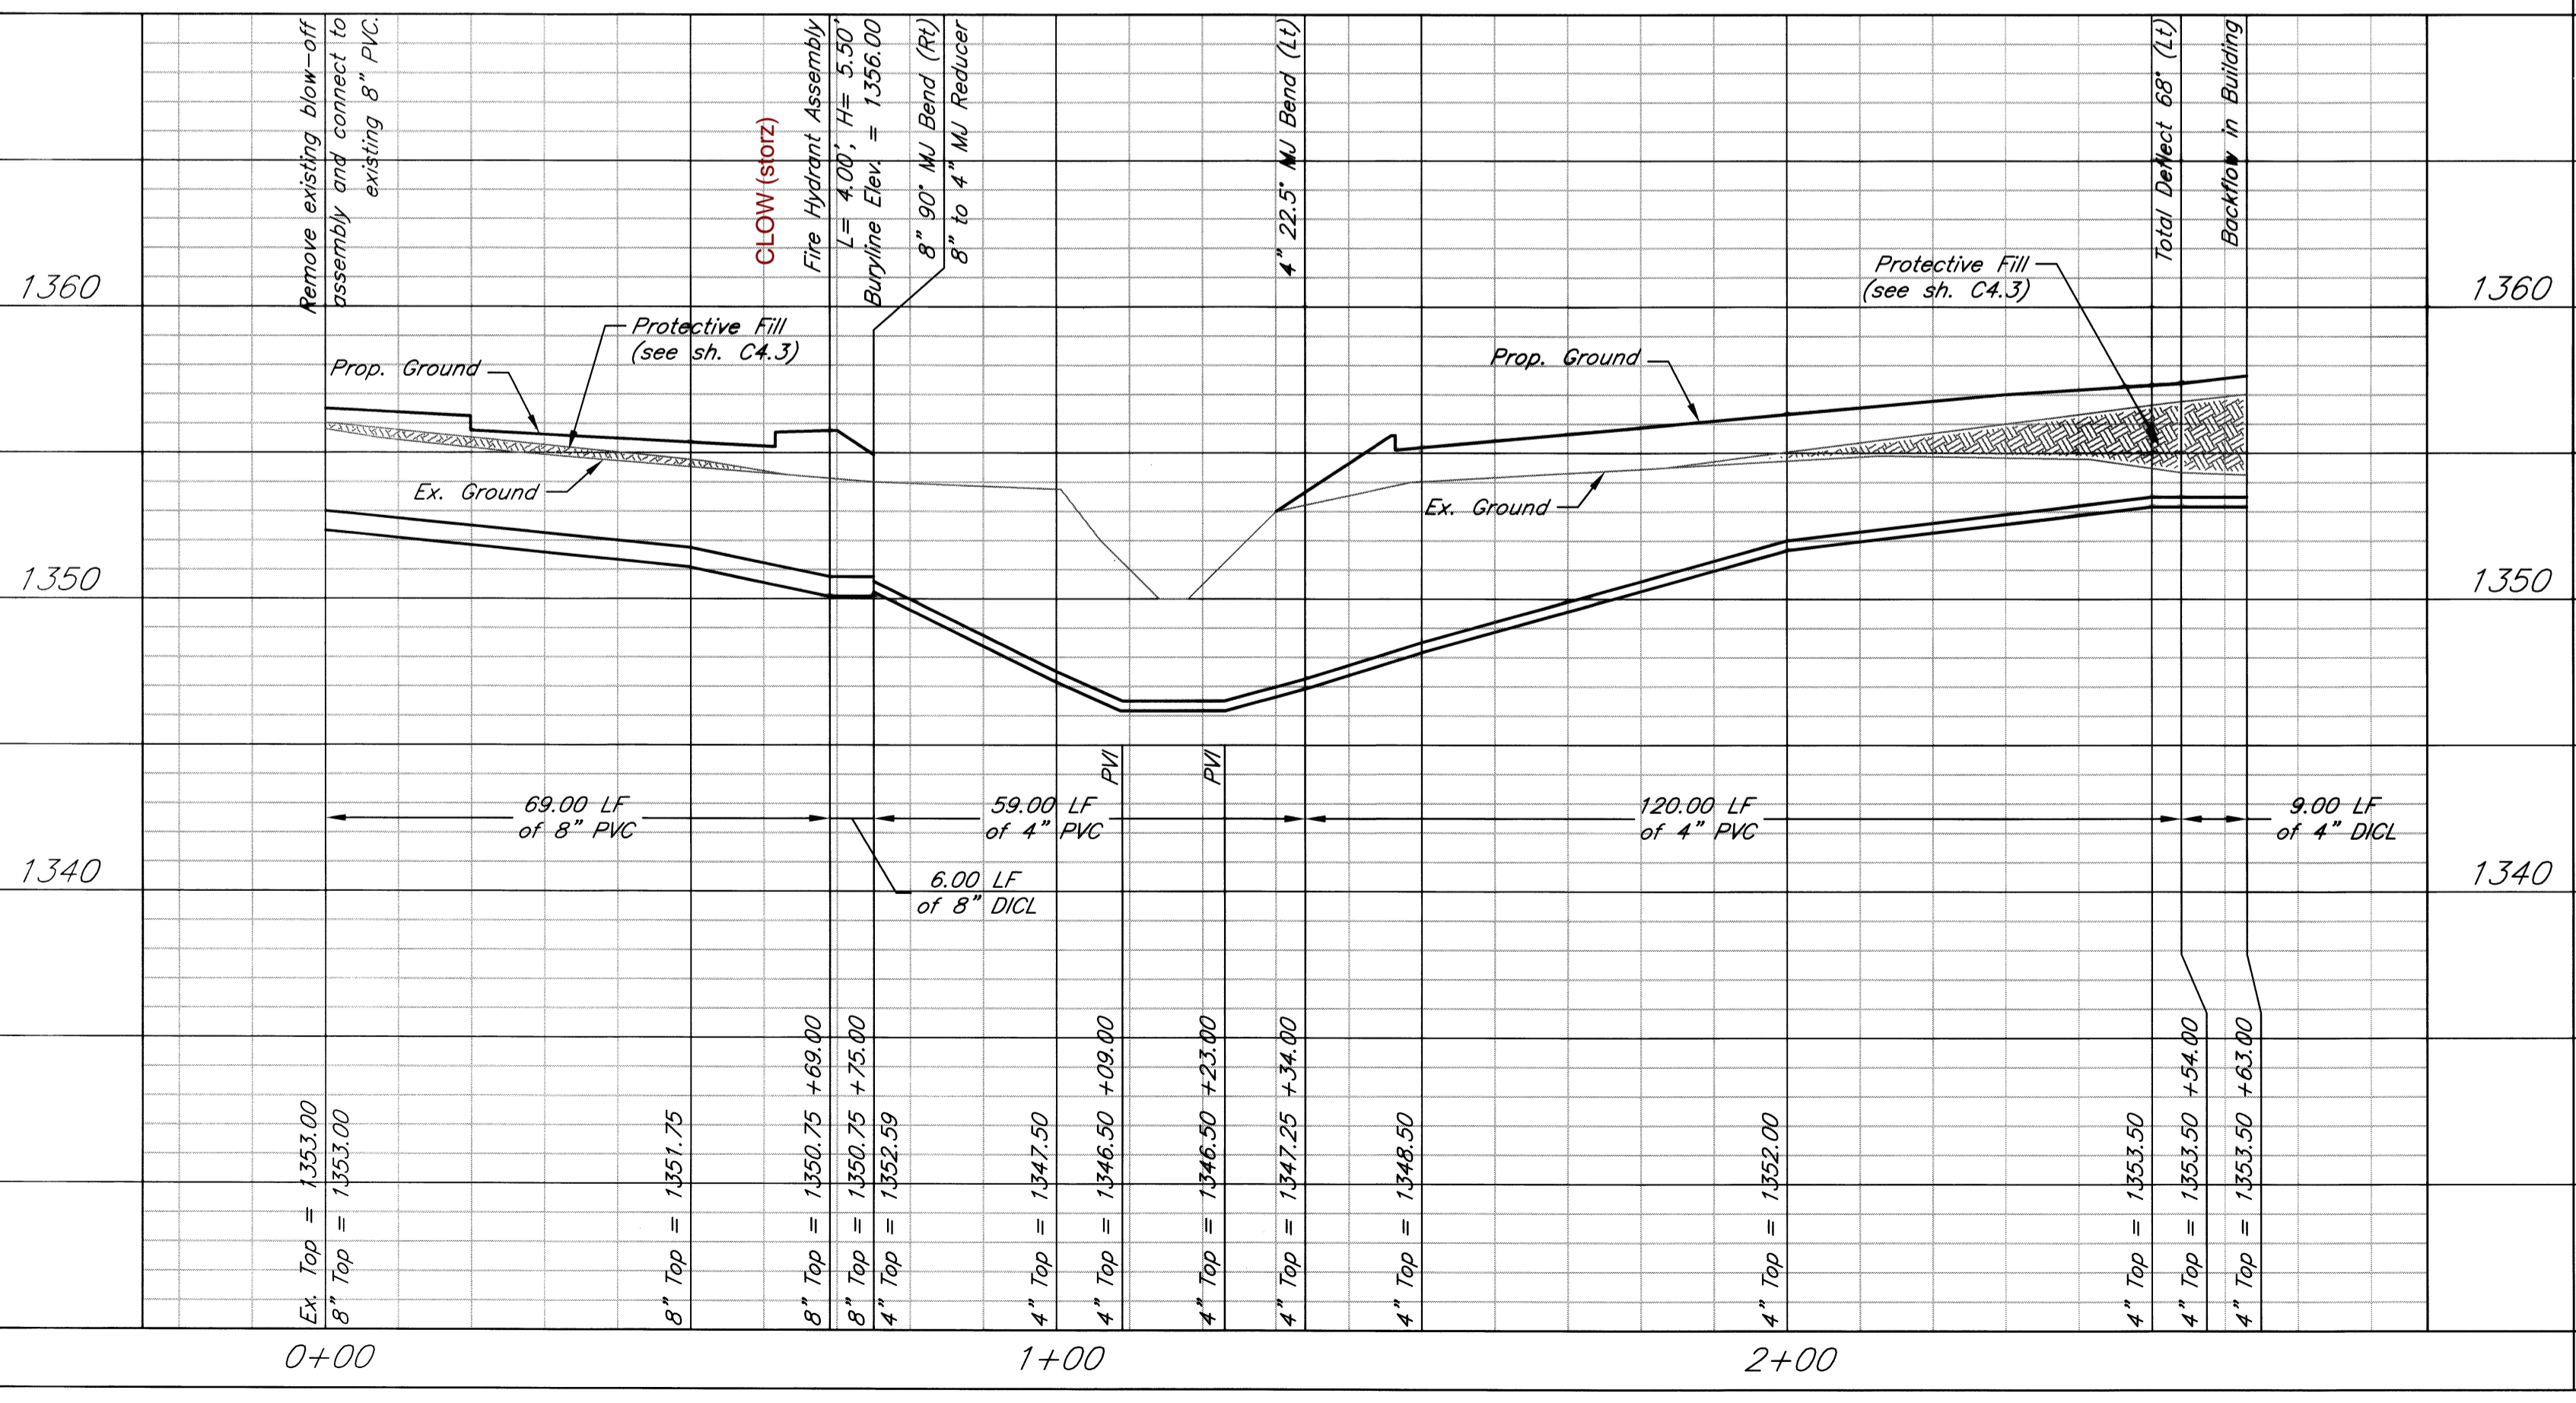 Remove existing blow-off
assembly and connect to
existing 8" PVC.
CLOW (storz)
Fire Hydrant Assembly
L= 4.00', H= 5.50'
Buryline Elev. = 1356.00
8" 90° MJ Bend (Rt)
8" to 4" MJ Reducer
4" 22.5° MJ Bend (Lt)
Total Deflect 68° (Lt)
Backflow in Building
1360
1360
Protective Fill
(see sh. C4.3)
Prop. Ground
Ex. Ground
Protective Fill
(see sh. C4.3)
Prop. Ground
Ex. Ground
1350
1350
PVI
PVI
69.00 LF
of 8" PVC
59.00 LF
of 4" PVC
120.00 LF
of 4" PVC
9.00 LF
of 4" DICL
6.00 LF
of 8" DICL
1340
1340
Ex. Top = 1353.00
8" Top = 1353.00
8" Top = 1351.75
8" Top = 1350.75 +69.00
8" Top = 1350.75 +75.00
4" Top = 1352.59
4" Top = 1347.50
4" Top = 1346.50 +09.00
4" Top = 1346.50 +23.00
4" Top = 1347.25 +34.00
4" Top = 1348.50
4" Top = 1352.00
4" Top = 1353.50
4" Top = 1353.50 +54.00
4" Top = 1353.50 +63.00
0+00
1+00
2+00